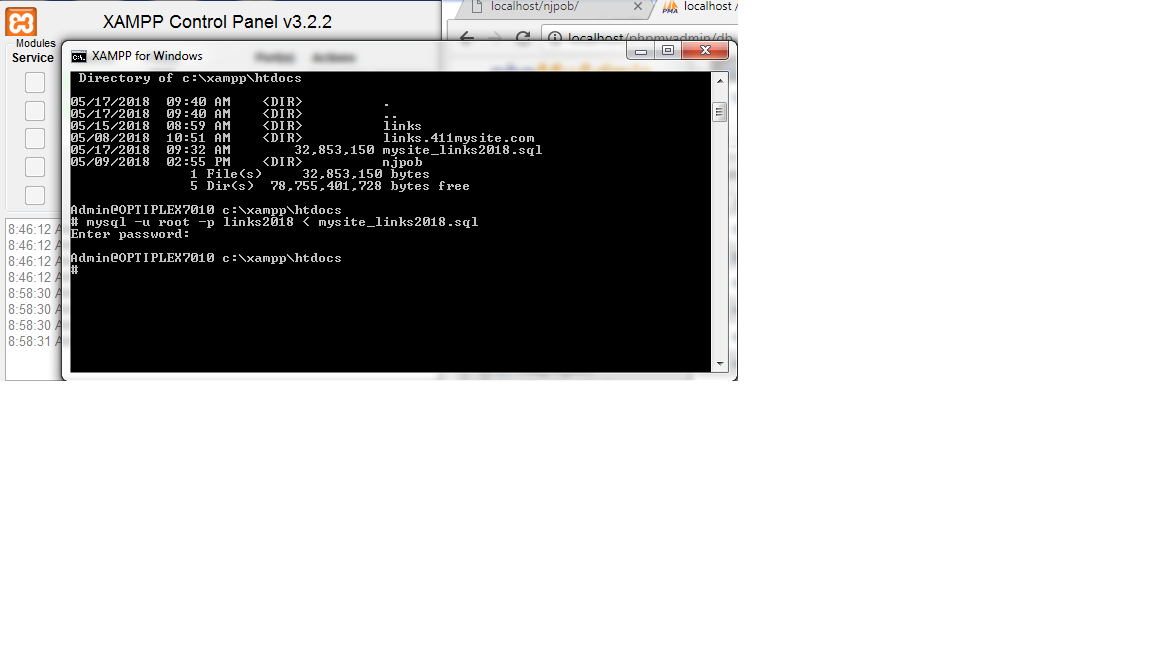 XAMPP Control Panel v3.2.2
Modules
Service
localhost/njpob/
localhost /
localhost/phpmyadmin/db
XAMPP for Windows
Directory of c:\xampp\htdocs
05/17/2018 09:40 AM <DIR> .
05/17/2018 09:40 AM <DIR> ..
05/15/2018 08:59 AM <DIR> links
05/08/2018 10:51 AM <DIR> links.411mysite.com
05/17/2018 09:32 AM 32,853,150 mysite_links2018.sql
05/09/2018 02:55 PM <DIR> njpob
1 File(s) 32,853,150 bytes
5 Dir(s) 78,755,401,728 bytes free
Admin@OPTIPLEX7010 c:\xampp\htdocs
# mysql -u root -p links2018 < mysite_links2018.sql
Enter password:
Admin@OPTIPLEX7010 c:\xampp\htdocs
#
8:46:12 A
8:46:12 A
8:46:12 A
8:46:12 A
8:58:30 A
8:58:30 A
8:58:30 A
8:58:31 A